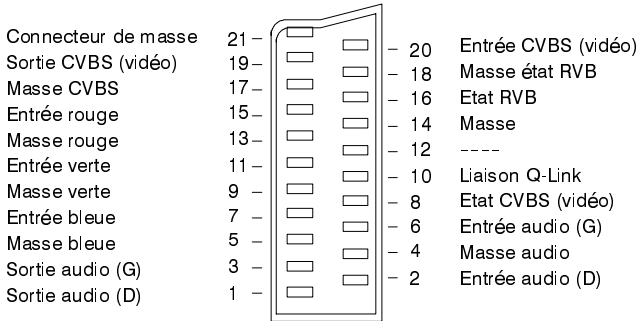 Connecteur de masse 21 –
Sortie CVBS (vidéo) 19 –
Masse CVBS 17 –
Entrée rouge 15 –
Masse rouge 13 –
Entrée verte 11 –
Masse verte 9 –
Entrée bleue 7 –
Masse bleue 5 –
Sortie audio (G) 3 –
Sortie audio (D) 1 –
– 20 Entrée CVBS (vidéo)
– 18 Masse état RVB
– 16 Etat RVB
– 14 Masse
– 12 ----
– 10 Liaison Q-Link
– 8 Etat CVBS (vidéo)
– 6 Entrée audio (G)
– 4 Masse audio
– 2 Entrée audio (D)